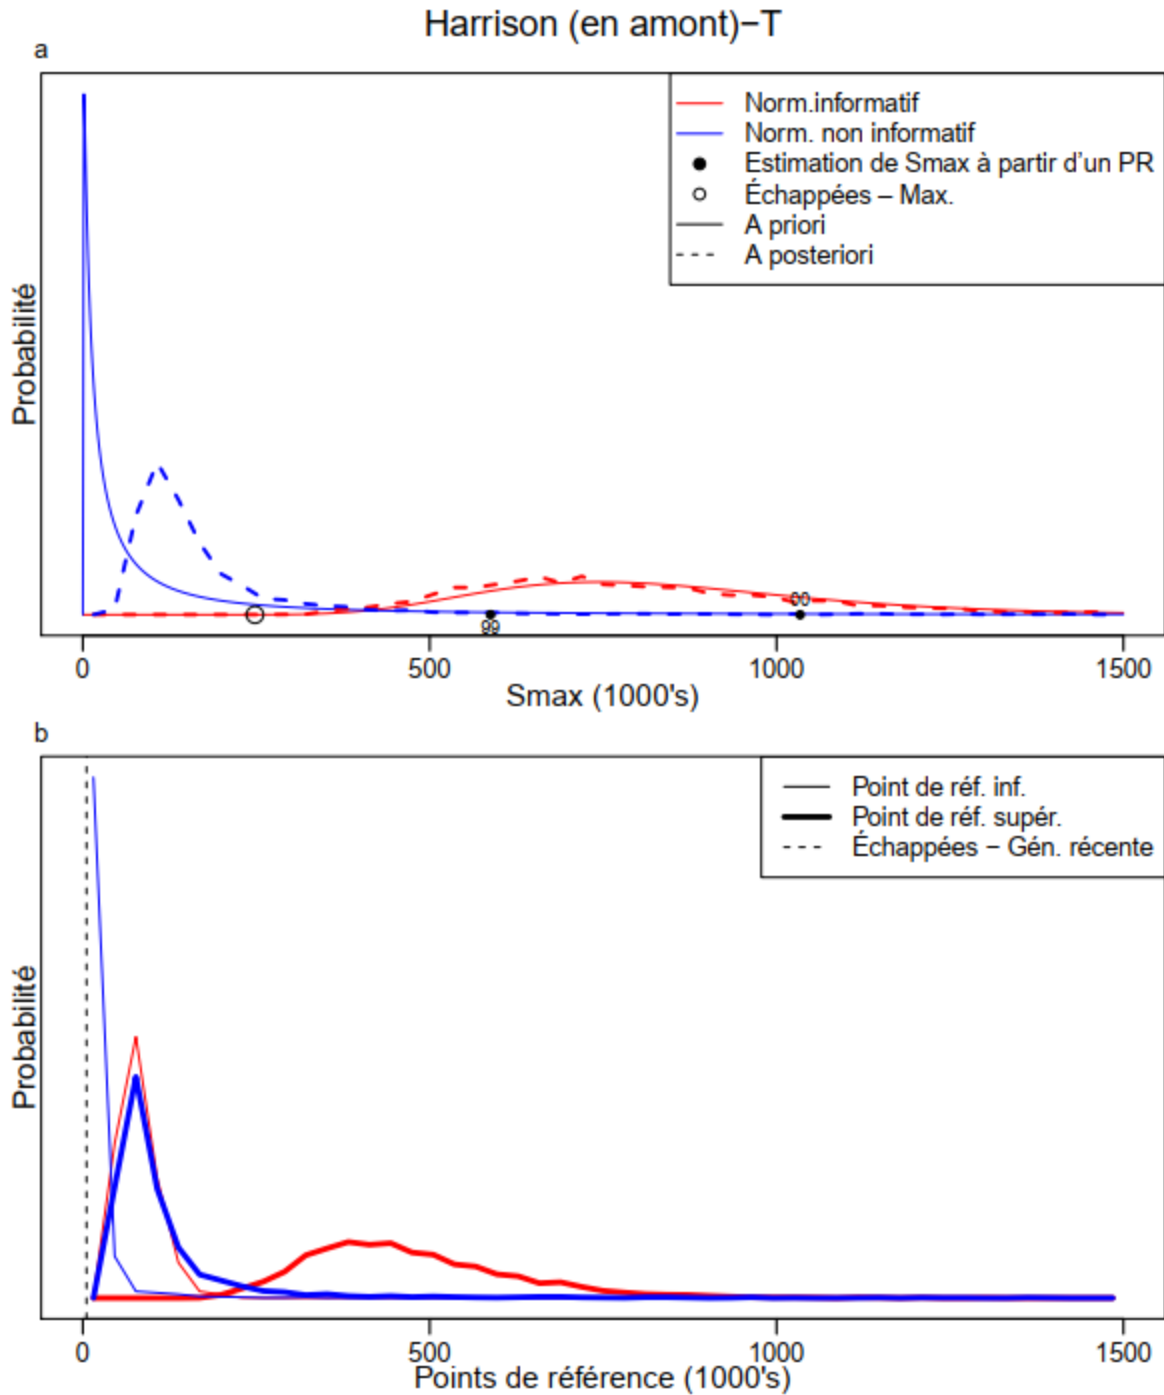 Harrison (en amont)−T
a
Norm.informatif
Norm. non informatif
Estimation de Smax à partir d’un PR
Échappées – Max.
A priori
A posteriori
Probabilité
00
99
0 500 1000 1500
Smax (1000's)
b
Point de réf. inf.
Point de réf. supér.
Échappées − Gén. récente
Probabilité
0 500 1000 1500
Points de référence (1000's)